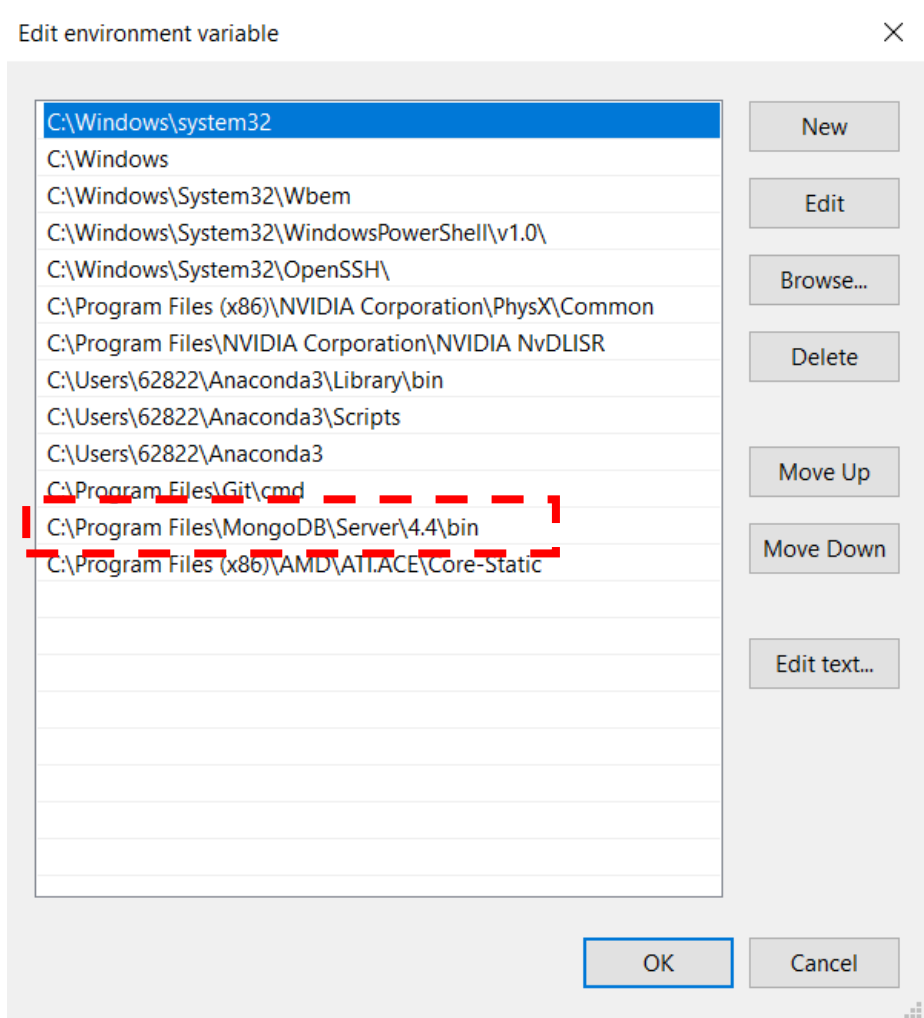 Edit environment variable
C:\Windows\system32
C:\Windows
C:\Windows\System32\Wbem
C:\Windows\System32\WindowsPowerShell\v1.0\
C:\Windows\System32\OpenSSH\
C:\Program Files (x86)\NVIDIA Corporation\PhysX\Common
C:\Program Files\NVIDIA Corporation\NVIDIA NvDLISR
C:\Users\62822\Anaconda3\Library\bin
C:\Users\62822\Anaconda3\Scripts
C:\Users\62822\Anaconda3
C:\Program Files\Git\cmd
C:\Program Files\MongoDB\Server\4.4\bin
C:\Program Files (x86)\AMD\ATI.ACE\Core-Static
New
Edit
Browse...
Delete
Move Up
Move Down
Edit text...
OK
Cancel